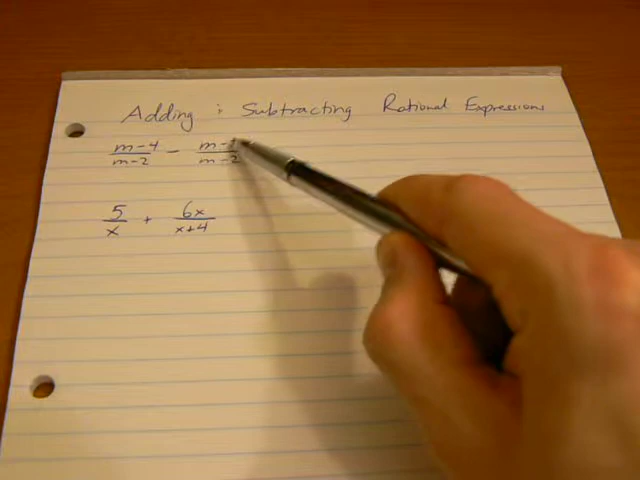 Adding & Subtracting Rational Expressions
m-4/m-2 - m-/m-2
5/x + 6x/x+4